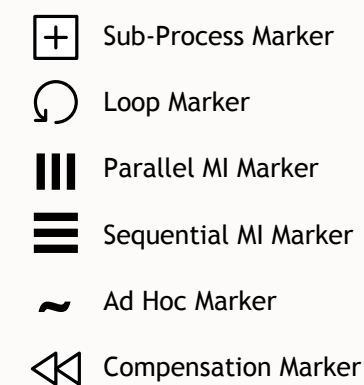 Sub-Process Marker
Loop Marker
Parallel MI Marker
Sequential MI Marker
Ad Hoc Marker
Compensation Marker